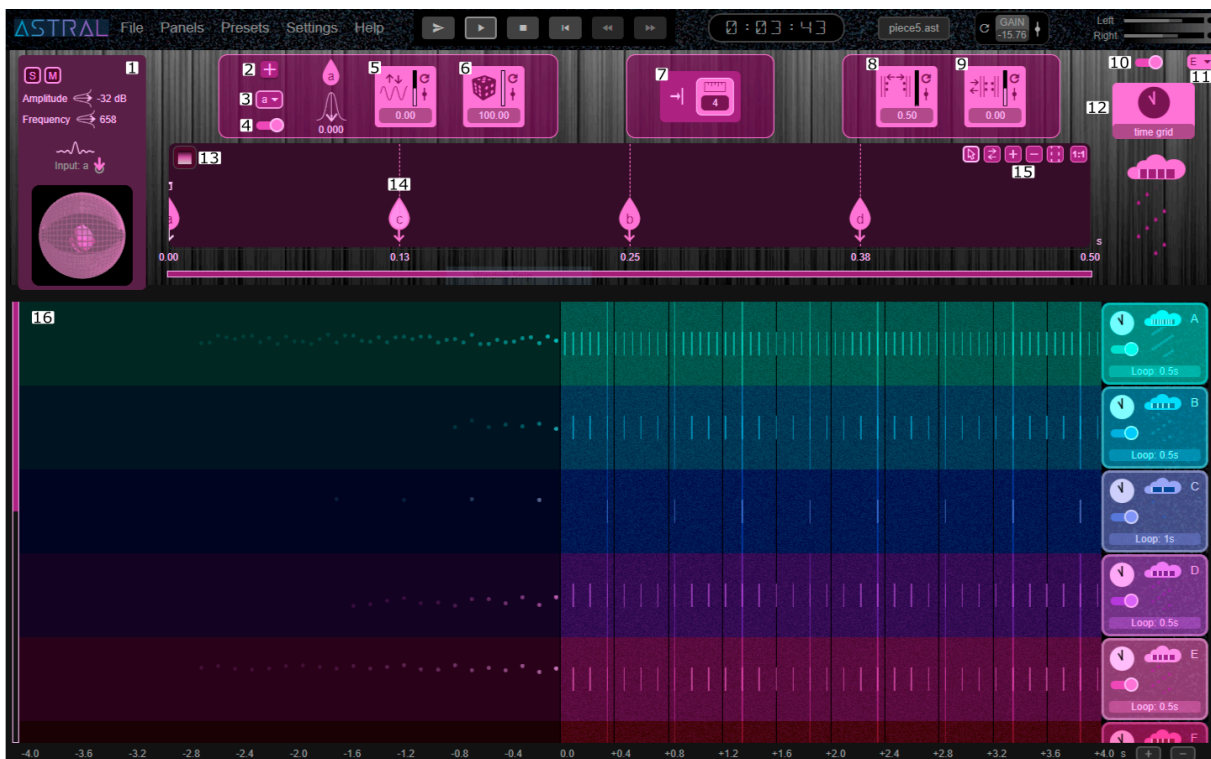 ASTRAL File Panels Presets Settings Help
0:03:43
piece5.ast
GAIN
-15.76
Left
Right
S M 1
Amplitude -32 dB
Frequency 658
Input: a
2 a 5 6
3 a
4 0.000 0.00 100.00
7
4
8 9
0.50 0.00
10 E
11
12
time grid
13
14
15 1:1
a c b d
s
0.00 0.13 0.25 0.38 0.50
16
A
Loop: 0.5s
B
Loop: 0.5s
C
Loop: 1s
D
Loop: 0.5s
E
Loop: 0.5s
F
-4.0 -3.6 -3.2 -2.8 -2.4 -2.0 -1.6 -1.2 -0.4 0.0 +0.4 +0.8 +1.2 +1.6 +2.0 +2.4 +2.8 +3.2 +3.6 +4.0 s + −